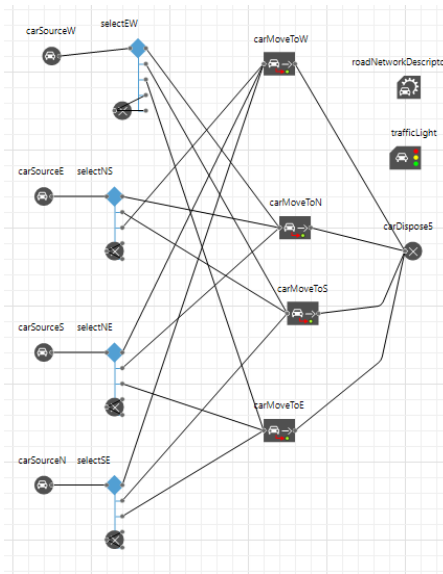 selectEW
carSourceW
carMoveToW
roadNetworkDescripto
trafficLight
carSourceE selectNS
carMoveToN
carDispose5
carMoveToS
carSourceS selectNE
carMoveToE
carSourceN selectSE